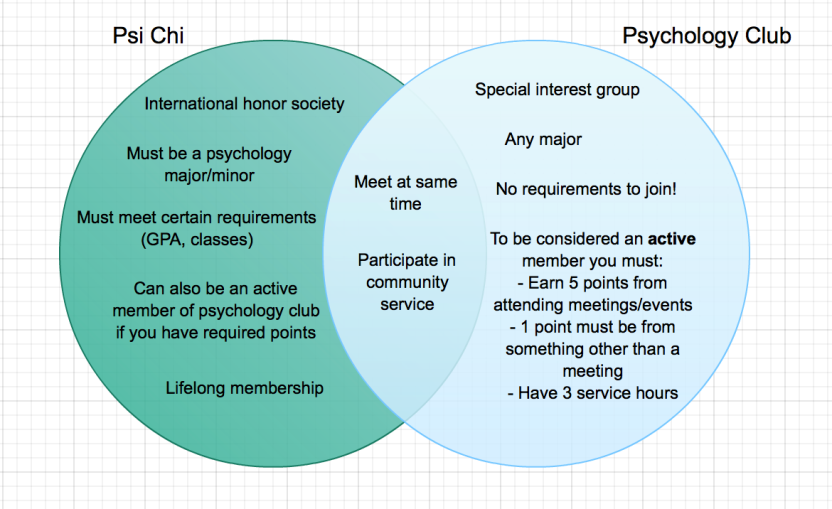 Psi Chi
Psychology Club
International honor society
Must be a psychology
major/minor
Must meet certain requirements
(GPA, classes)
Can also be an active
member of psychology club
if you have required points
Lifelong membership
Meet at same
time
Participate in
community
service
Special interest group
Any major
No requirements to join!
To be considered an active
member you must:
- Earn 5 points from
attending meetings/events
- 1 point must be from
something other than a
meeting
- Have 3 service hours